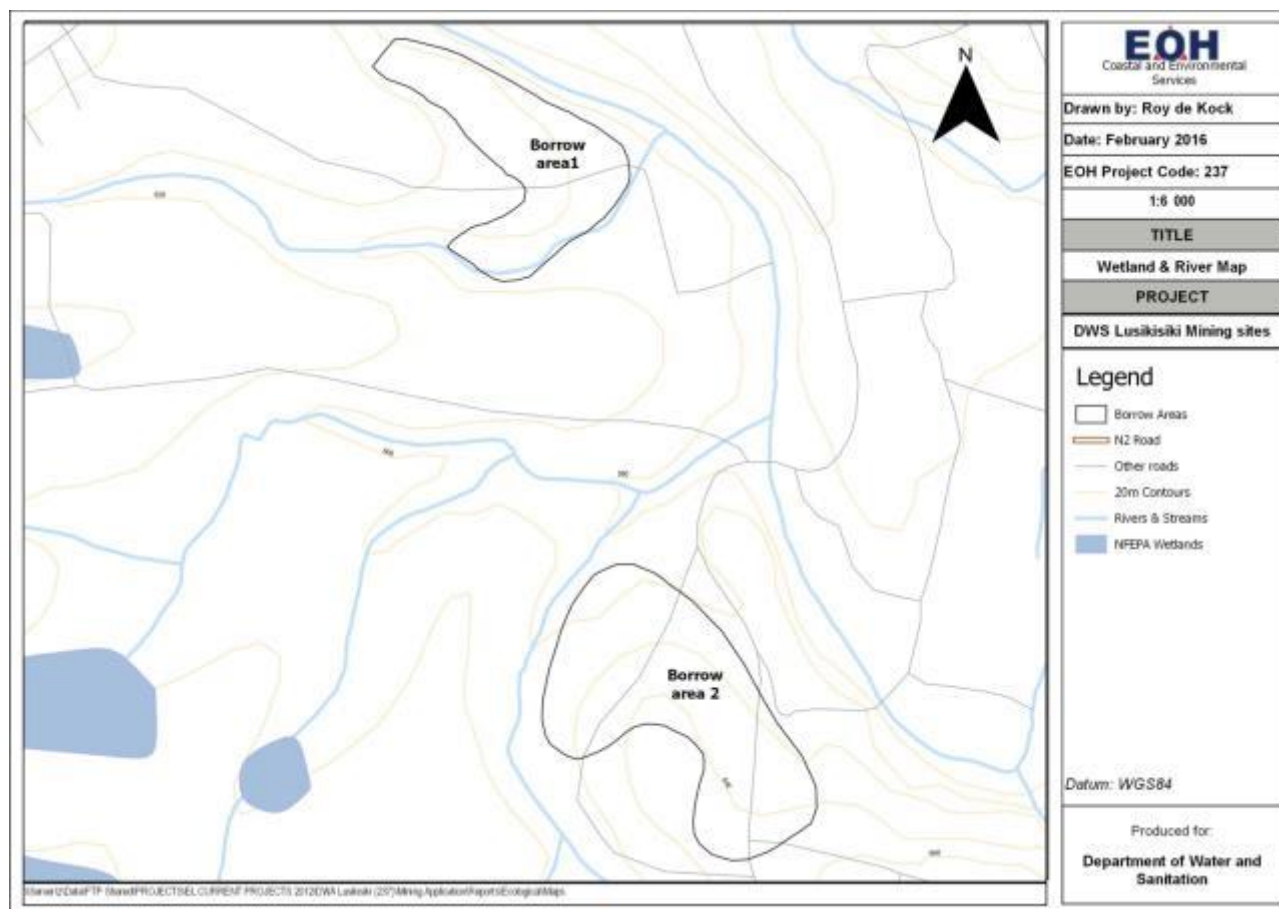 N
Borrow
area1
Borrow
area 2
EOH
Coastal and Environmental
Services
Drawn by: Roy de Kock
Date: February 2016
EOH Project Code: 237
1:6 000
TITLE
Wetland & River Map
PROJECT
DWS Lusikisiki Mining sites
Legend
Borrow Areas
N2 Road
Other roads
20m Contours
Rivers & Streams
NFEPA Wetlands
Datum: WGS84
Produced for:
Department of Water and
Sanitation